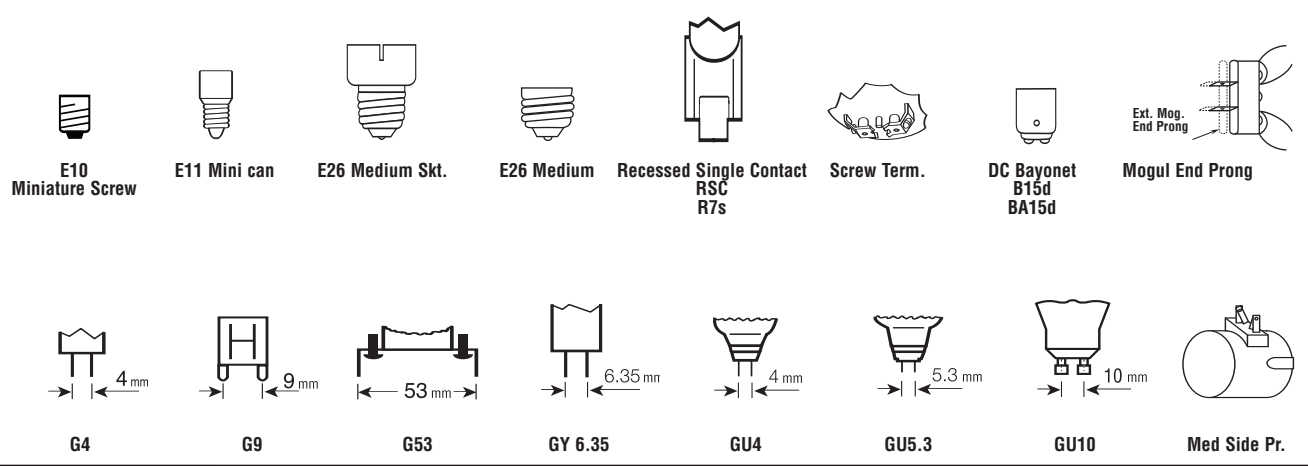 Ext. Mog.
End Prong
E10
Miniature Screw
E11 Mini can
E26 Medium Skt.
E26 Medium
Recessed Single Contact
RSC
R7s
Screw Term.
DC Bayonet
B15d
BA15d
Mogul End Prong
4 mm
9 mm
53 mm
6.35 mm
4 mm
5.3 mm
10 mm
G4
G9
G53
GY 6.35
GU4
GU5.3
GU10
Med Side Pr.